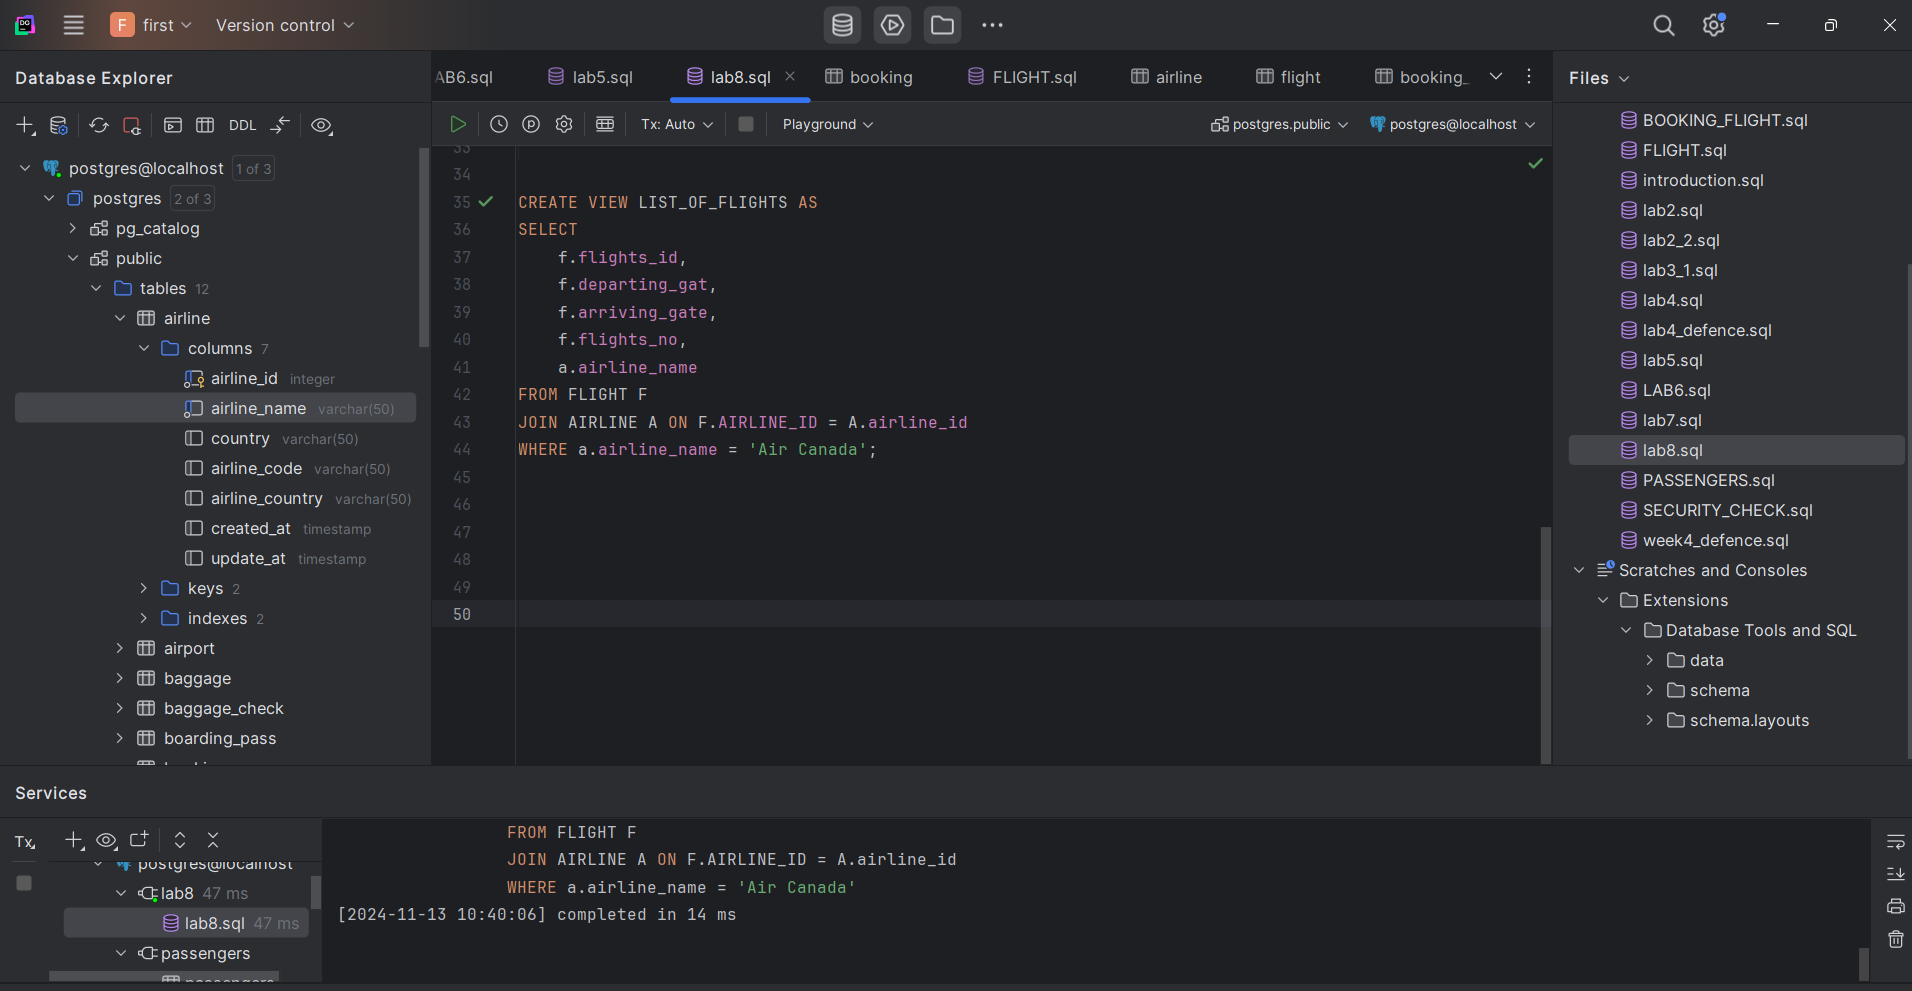 F first Version control
Database Explorer
AB6.sql lab5.sql lab8.sql booking FLIGHT.sql airline flight booking_
Files
DDL
Tx: Auto Playground postgres.public postgres@localhost
postgres@localhost 1 of 3
postgres 2 of 3
pg_catalog
public
tables 12
airline
columns 7
airline_id integer
airline_name varchar(50)
country varchar(50)
airline_code varchar(50)
airline_country varchar(50)
created_at timestamp
update_at timestamp
keys 2
indexes 2
airport
baggage
baggage_check
boarding_pass
33
34
35 CREATE VIEW LIST_OF_FLIGHTS AS
36 SELECT
37 f.flights_id,
38 f.departing_gat,
39 f.arriving_gate,
40 f.flights_no,
41 a.airline_name
42 FROM FLIGHT F
43 JOIN AIRLINE A ON F.AIRLINE_ID = A.airline_id
44 WHERE a.airline_name = 'Air Canada';
45
46
47
48
49
50
BOOKING_FLIGHT.sql
FLIGHT.sql
introduction.sql
lab2.sql
lab2_2.sql
lab3_1.sql
lab4.sql
lab4_defence.sql
lab5.sql
LAB6.sql
lab7.sql
lab8.sql
PASSENGERS.sql
SECURITY_CHECK.sql
week4_defence.sql
Scratches and Consoles
Extensions
Database Tools and SQL
data
schema
schema.layouts
Services
Tx
postgres@localhost
lab8 47 ms
lab8.sql 47 ms
passengers
passengers
FROM FLIGHT F
JOIN AIRLINE A ON F.AIRLINE_ID = A.airline_id
WHERE a.airline_name = 'Air Canada'
[2024-11-13 10:40:06] completed in 14 ms